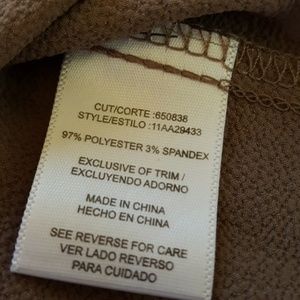 CUT/CORTE :650838
STYLE/ESTILO :11AA29433
97% POLYESTER 3% SPANDEX
EXCLUSIVE OF TRIM /
EXCLUYENDO ADORNO
MADE IN CHINA
HECHO EN CHINA
SEE REVERSE FOR CARE
VER LADO REVERSO
PARA CUIDADO